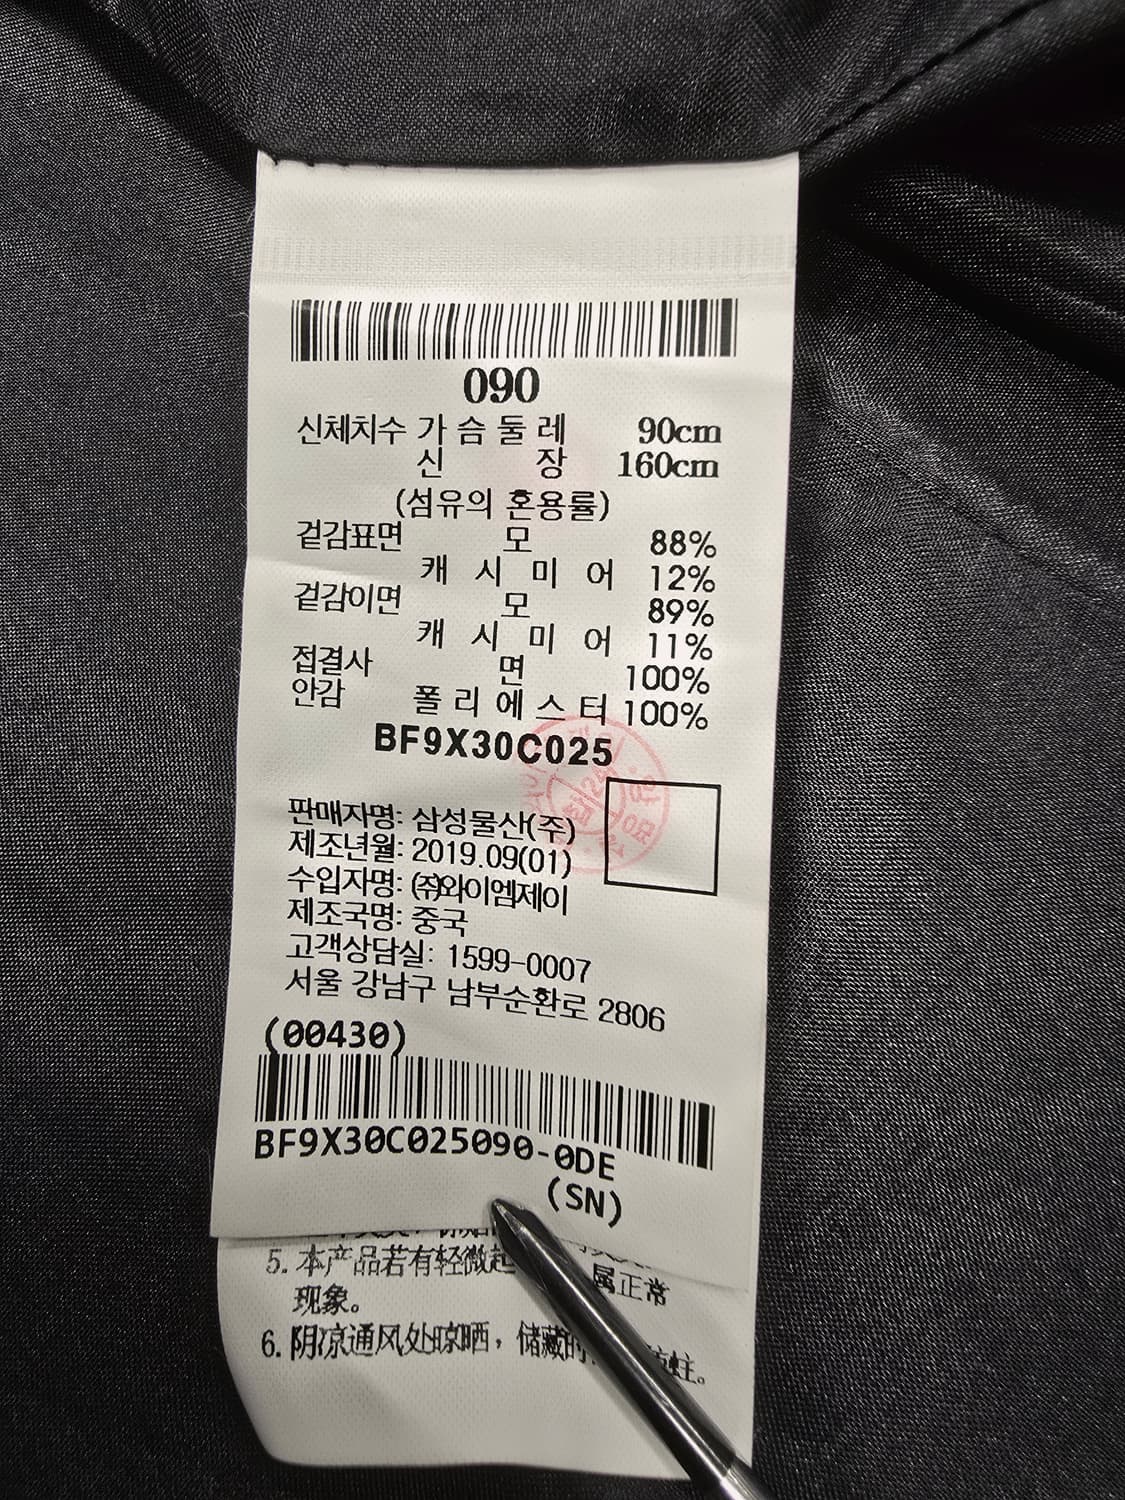 090
신체치수 가 슴 둘 레 90cm
신 장 160cm
(섬유의 혼용률)
겉감표면 모 88%
캐 시 미 어 12%
겉감이면 모 89%
캐 시 미 어 11%
접결사 면 100%
안감 폴 리 에 스 터 100%
BF9X30C025
판매자명: 삼성물산(주)
제조년월: 2019.09(01)
수입자명: ㈜와이엠제이
제조국명: 중국
고객상담실: 1599-0007
서울 강남구 남부순환로 2806
(00430)
BF9X30C025090-0DE
(SN)
5. 本产品若有轻微起 属正常
现象。
6. 阴凉通风处晾晒，储藏时 蛀。